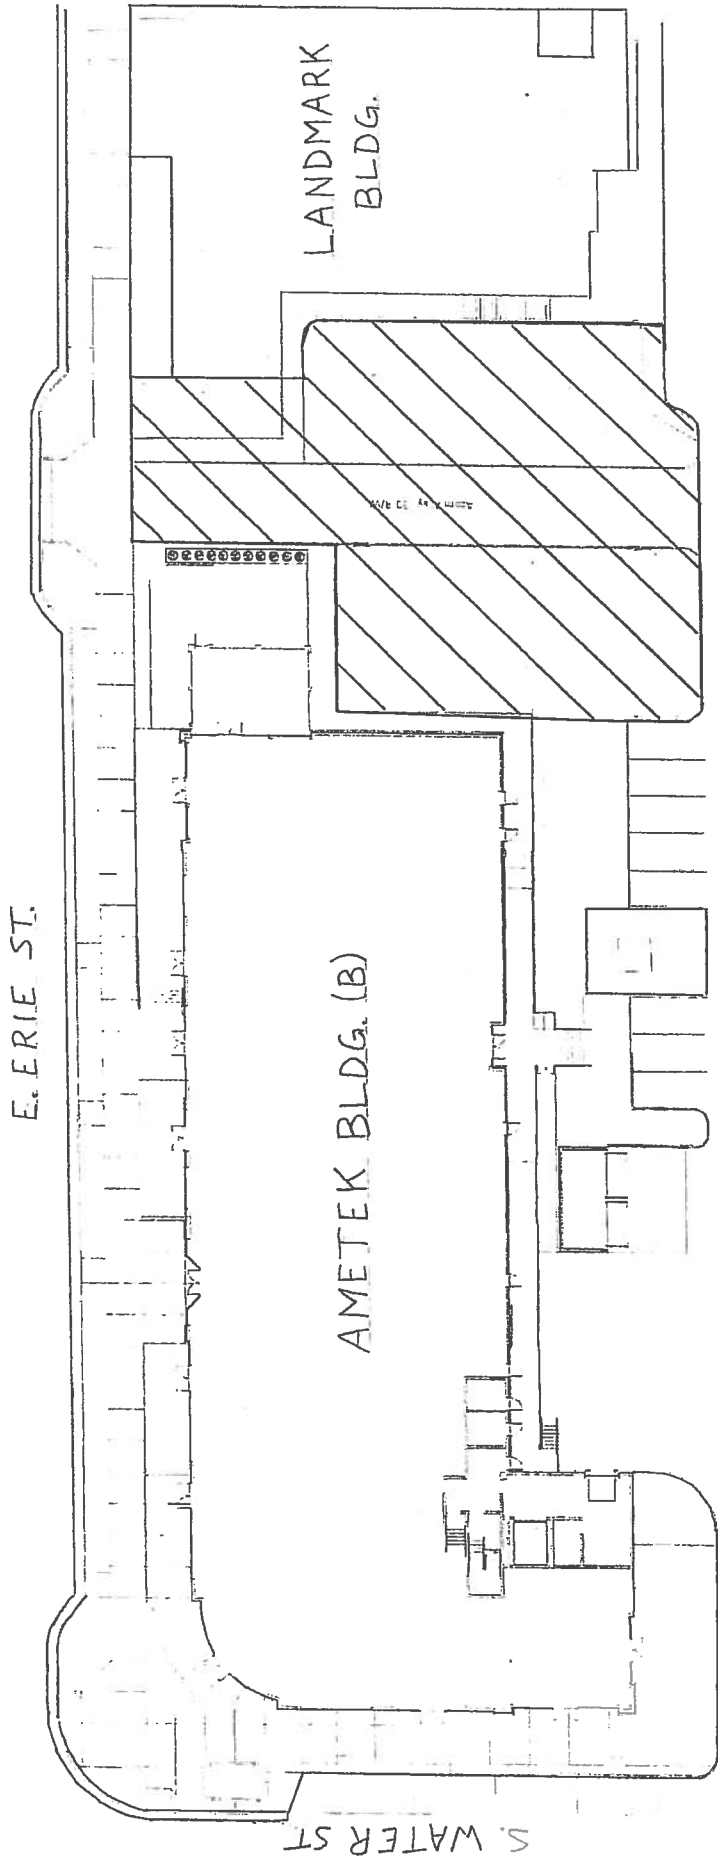 LANDMARK
BLDG.
E. ERIE ST.
AMETEK BLDG. (B)
S. WATER ST